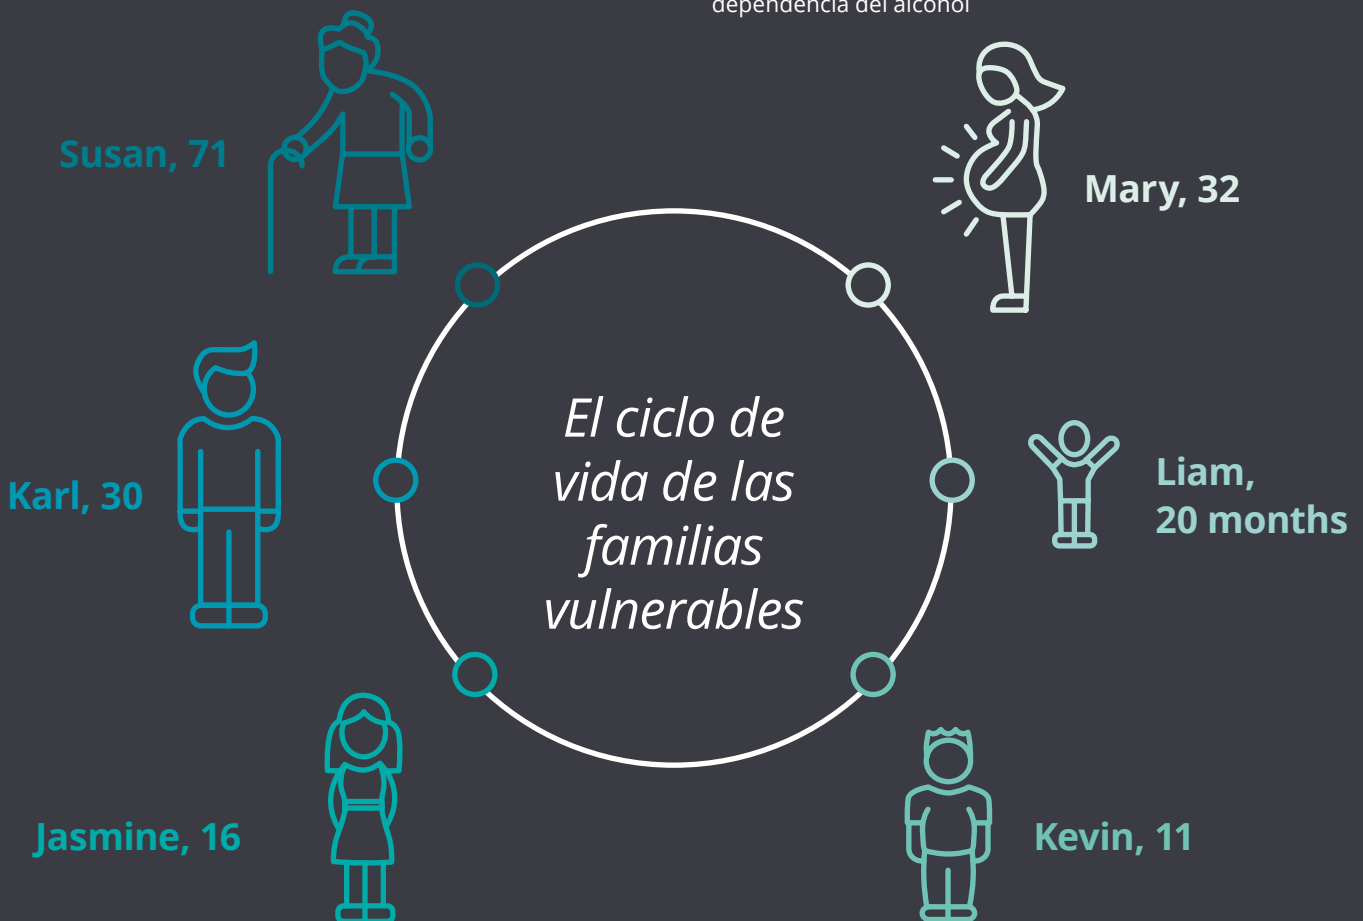 dependencia del alcohol
Susan, 71
Mary, 32
El ciclo de
vida de las
familias
vulnerables
Karl, 30
Liam,
20 months
Jasmine, 16
Kevin, 11